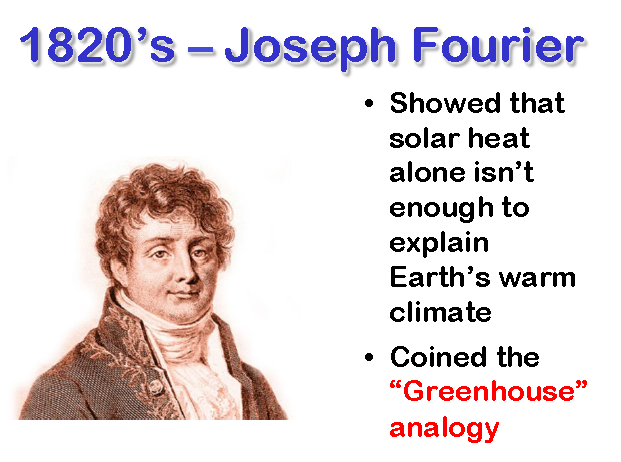 1820’s – Joseph Fourier
• Showed that
solar heat
alone isn’t
enough to
explain
Earth’s warm
climate
• Coined the
“Greenhouse”
analogy